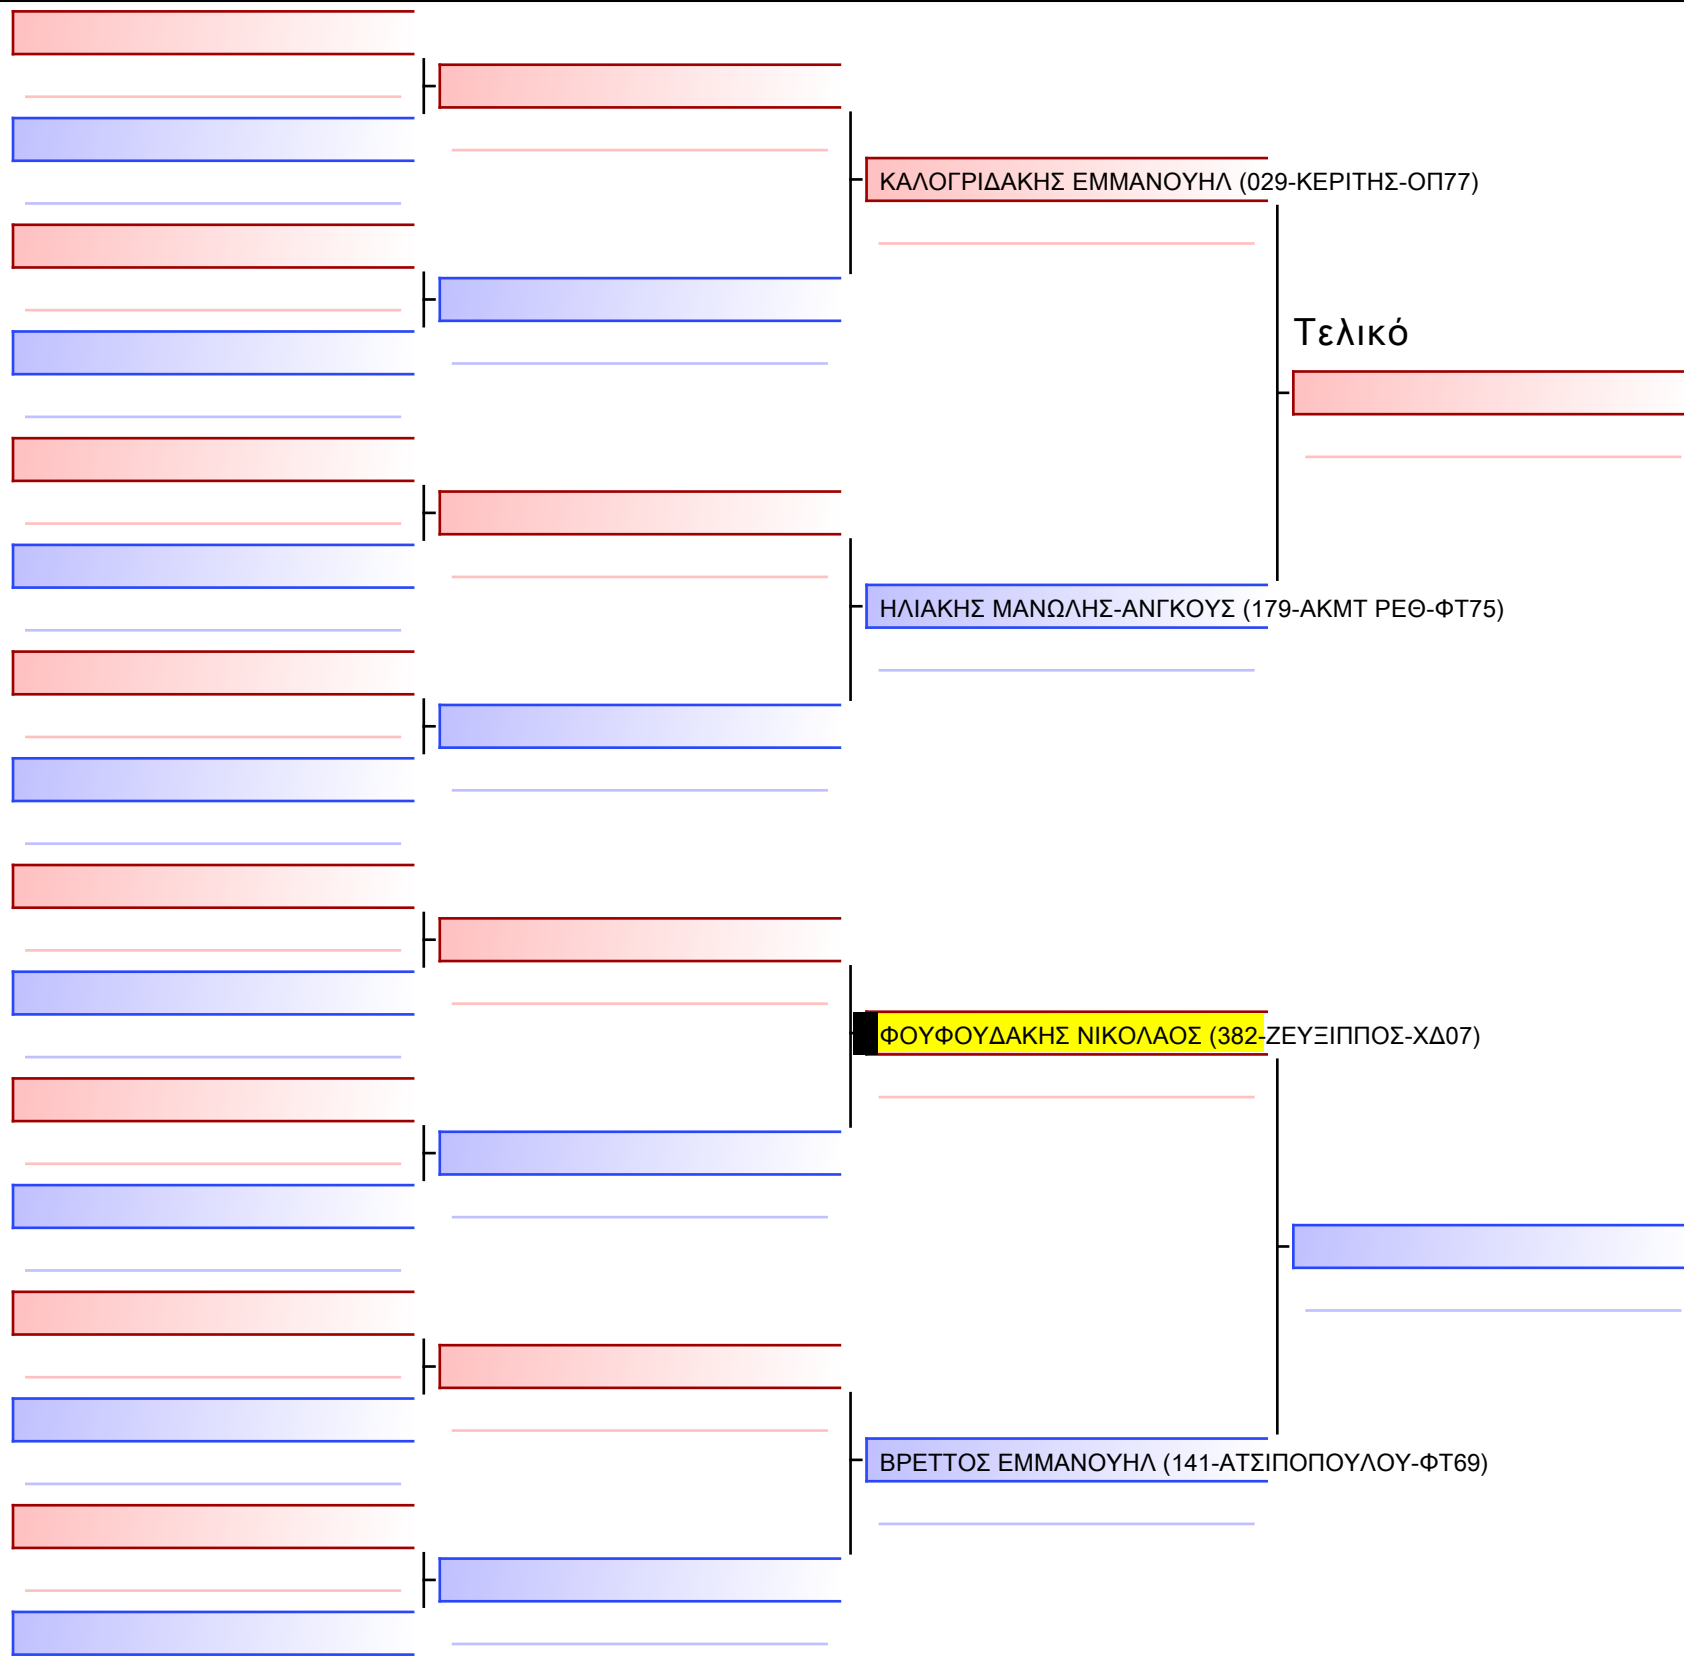 ΚΑΛΟΓΡΙΔΑΚΗΣ ΕΜΜΑΝΟΥΗΛ (029-ΚΕΡΙΤΗΣ-ΟΠ77)
Τελικό
ΗΛΙΑΚΗΣ ΜΑΝΩΛΗΣ-ΑΝΓΚΟΥΣ (179-ΑΚΜΤ ΡΕΘ-ΦΤ75)
ΦΟΥΦΟΥΔΑΚΗΣ ΝΙΚΟΛΑΟΣ (382-ΖΕΥΞΙΠΠΟΣ-ΧΔ07)
ΒΡΕΤΤΟΣ ΕΜΜΑΝΟΥΗΛ (141-ΑΤΣΙΠΟΠΟΥΛΟΥ-ΦΤ69)